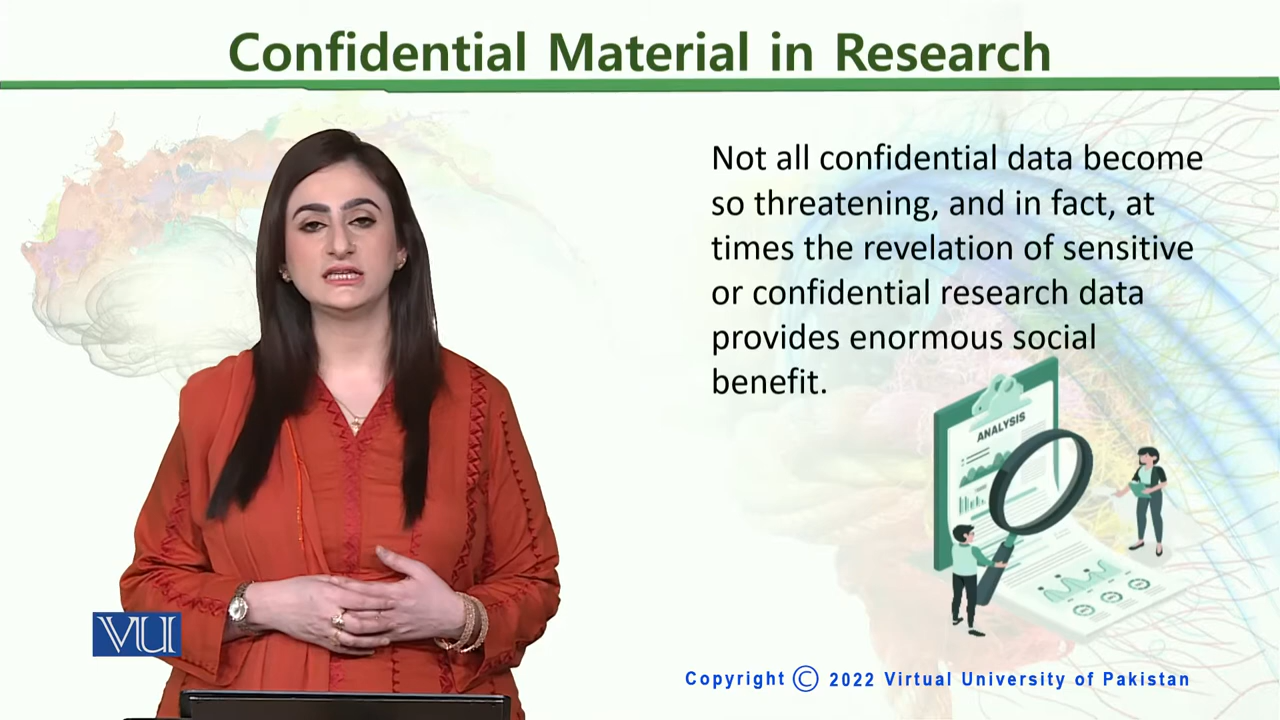 Confidential Material in Research
Not all confidential data become
so threatening, and in fact, at
times the revelation of sensitive
or confidential research data
provides enormous social
benefit.
ANALYSIS
VU
Copyright © 2022 Virtual University of Pakistan